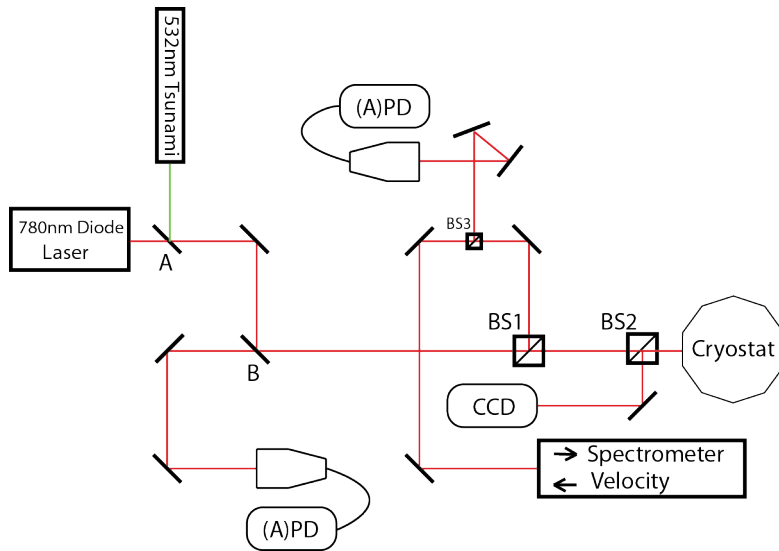 532nm Tsunami
(A)PD
780nm Diode
Laser
A
BS3
BS1
BS2
Cryostat
B
CCD
→ Spectrometer
← Velocity
(A)PD